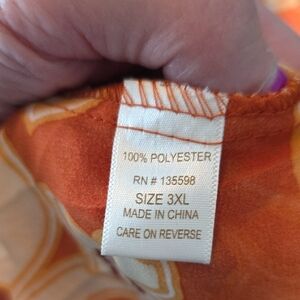 100% POLYESTER
RN # 135598
SIZE 3XL
MADE IN CHINA
CARE ON REVERSE